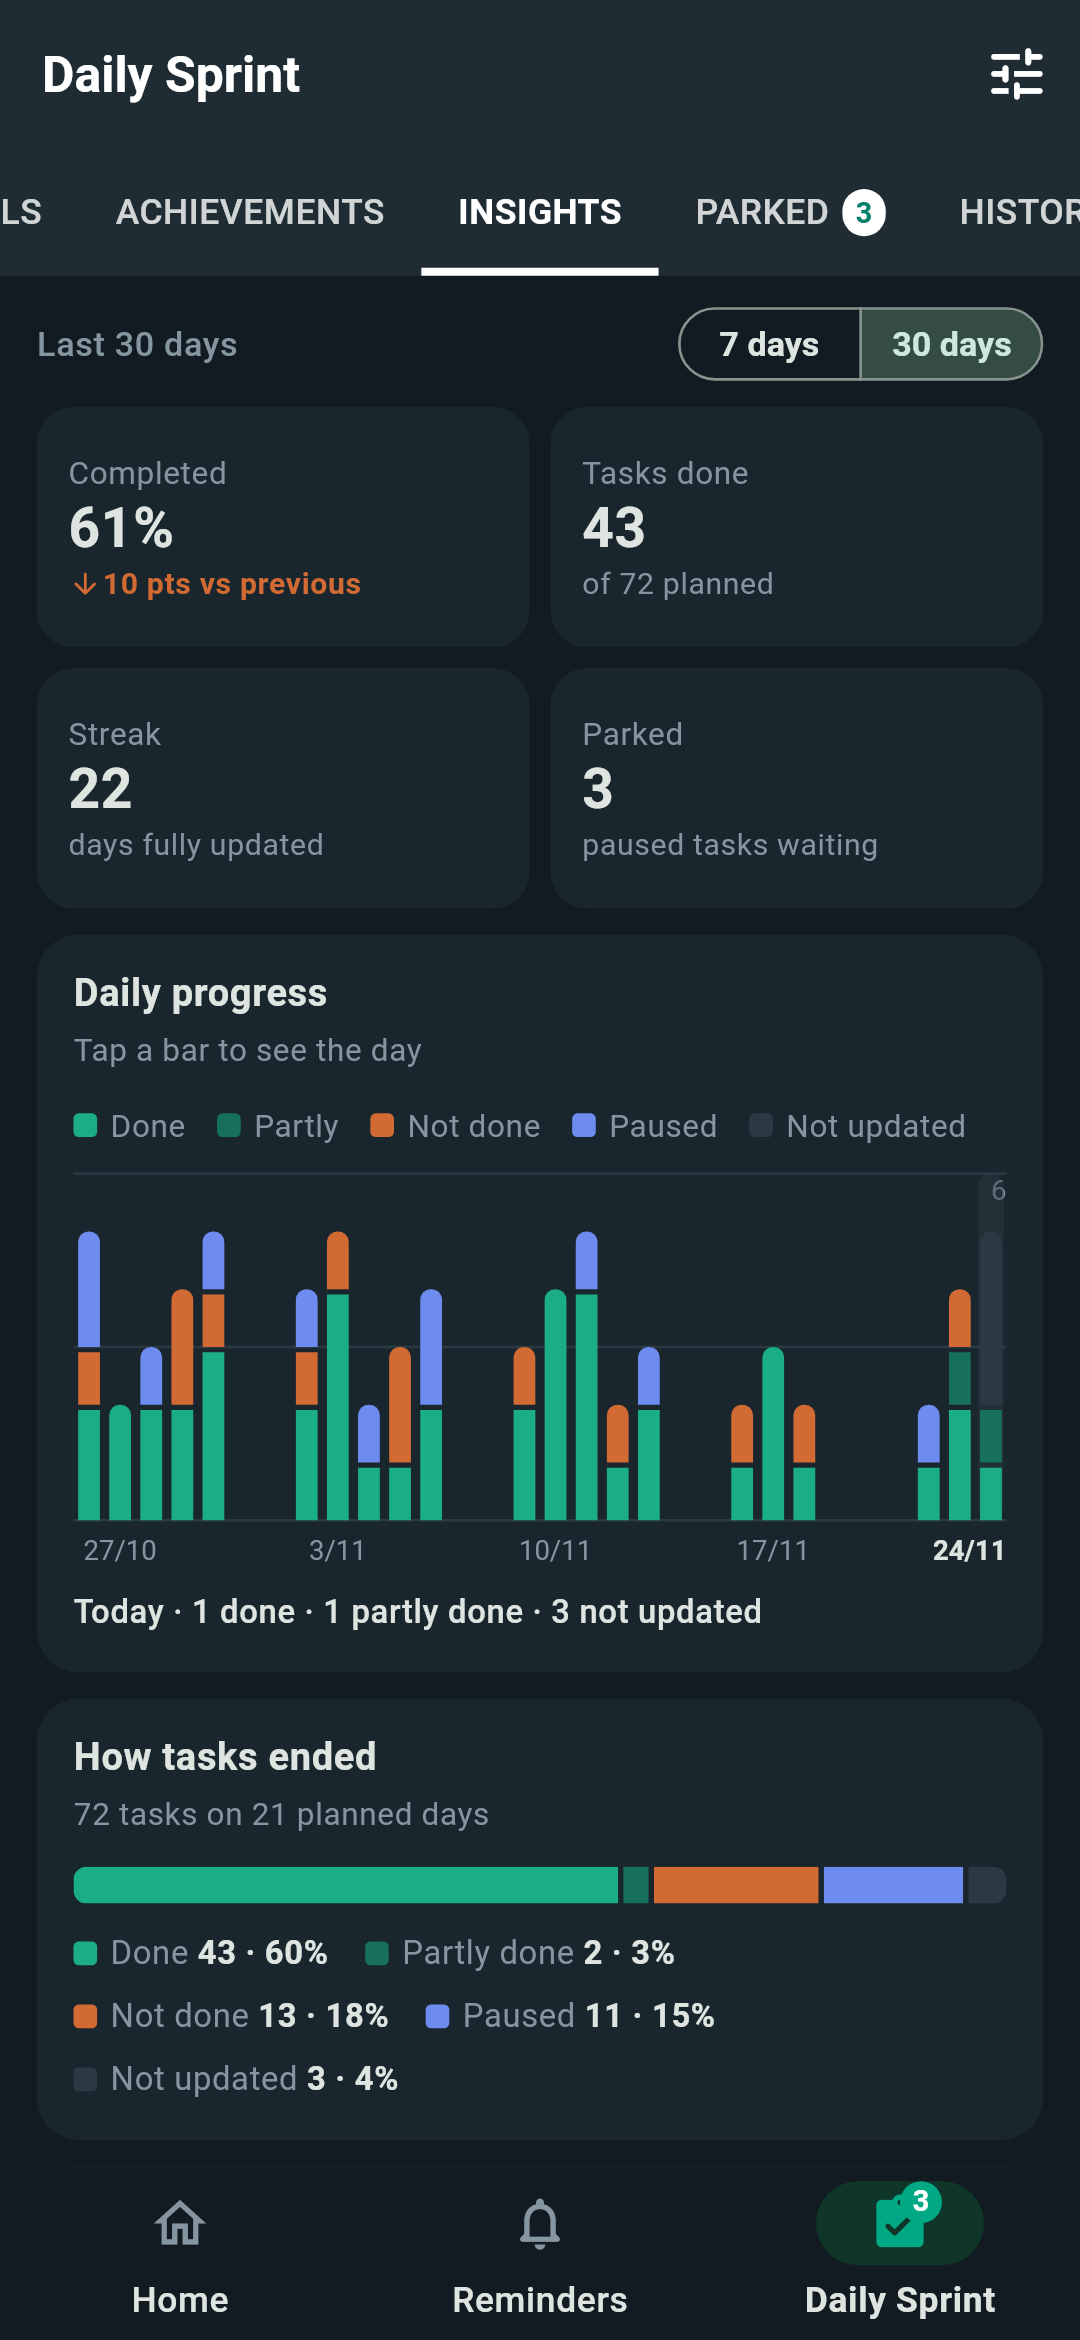 Daily Sprint
LS ACHIEVEMENTS INSIGHTS PARKED 3 HISTOR
Last 30 days 7 days 30 days
Completed
61%
↓ 10 pts vs previous
Tasks done
43
of 72 planned
Streak
22
days fully updated
Parked
3
paused tasks waiting
Daily progress
Tap a bar to see the day
Done Partly Not done Paused Not updated
6
27/10 3/11 10/11 17/11 24/11
Today · 1 done · 1 partly done · 3 not updated
How tasks ended
72 tasks on 21 planned days
Done 43 · 60% Partly done 2 · 3%
Not done 13 · 18% Paused 11 · 15%
Not updated 3 · 4%
3
Home Reminders Daily Sprint